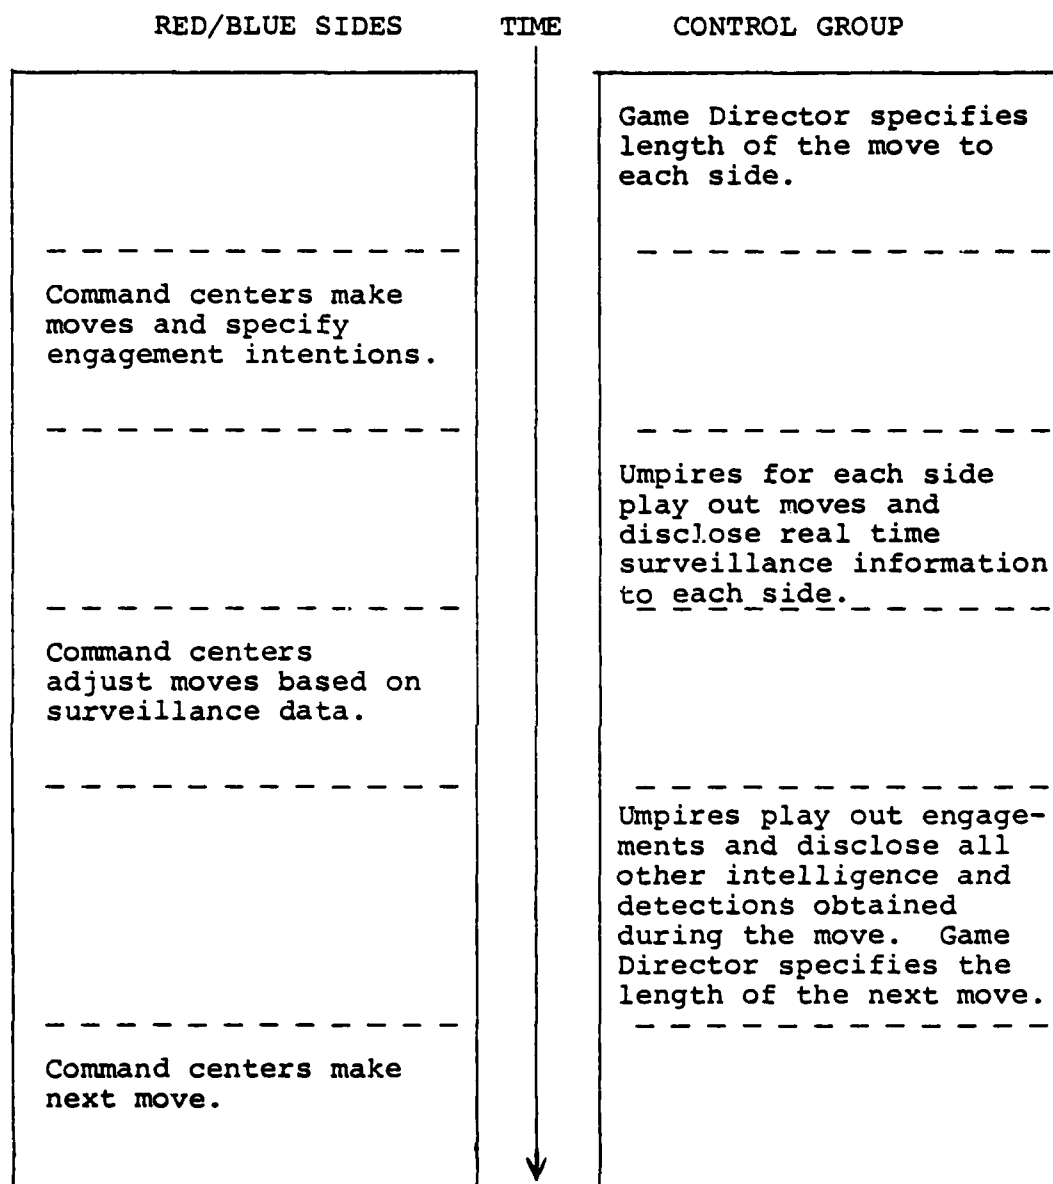 RED/BLUE SIDES TIME CONTROL GROUP
Game Director specifies
length of the move to
each side.
Command centers make
moves and specify
engagement intentions.
Umpires for each side
play out moves and
disclose real time
surveillance information
to each side.
Command centers
adjust moves based on
surveillance data.
Umpires play out engage-
ments and disclose all
other intelligence and
detections obtained
during the move. Game
Director specifies the
length of the next move.
Command centers make
next move.